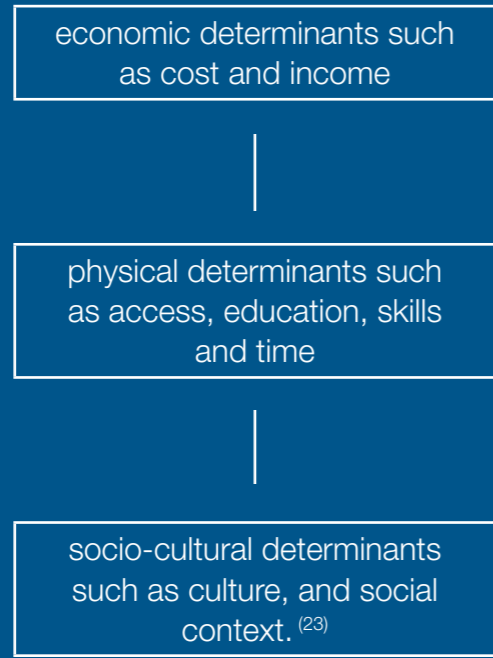 economic determinants such
as cost and income
physical determinants such
as access, education, skills
and time
socio-cultural determinants
such as culture, and social
context. (23)